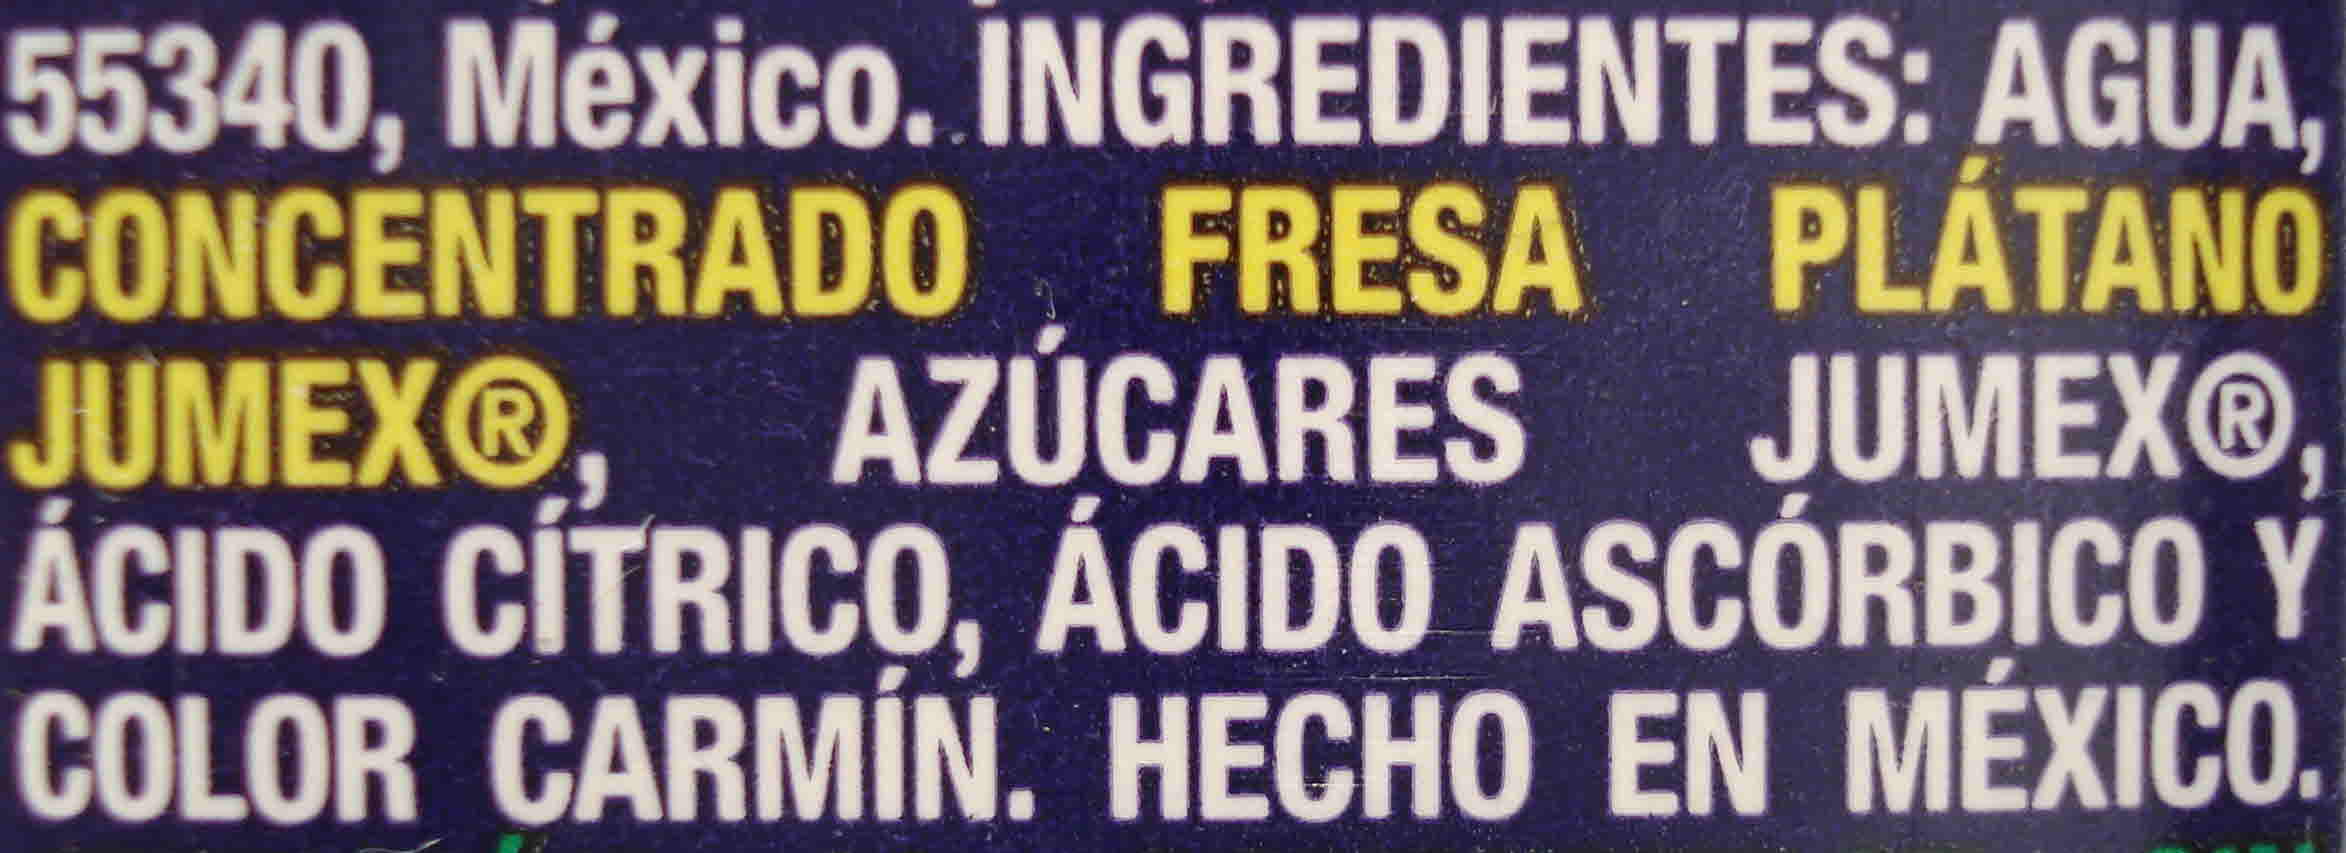 55340, México. INGREDIENTES: AGUA,
CONCENTRADO FRESA PLÁTANO
JUMEX®, AZÚCARES JUMEX®,
ÁCIDO CÍTRICO, ÁCIDO ASCÓRBICO Y
COLOR CARMÍN. HECHO EN MÉXICO.